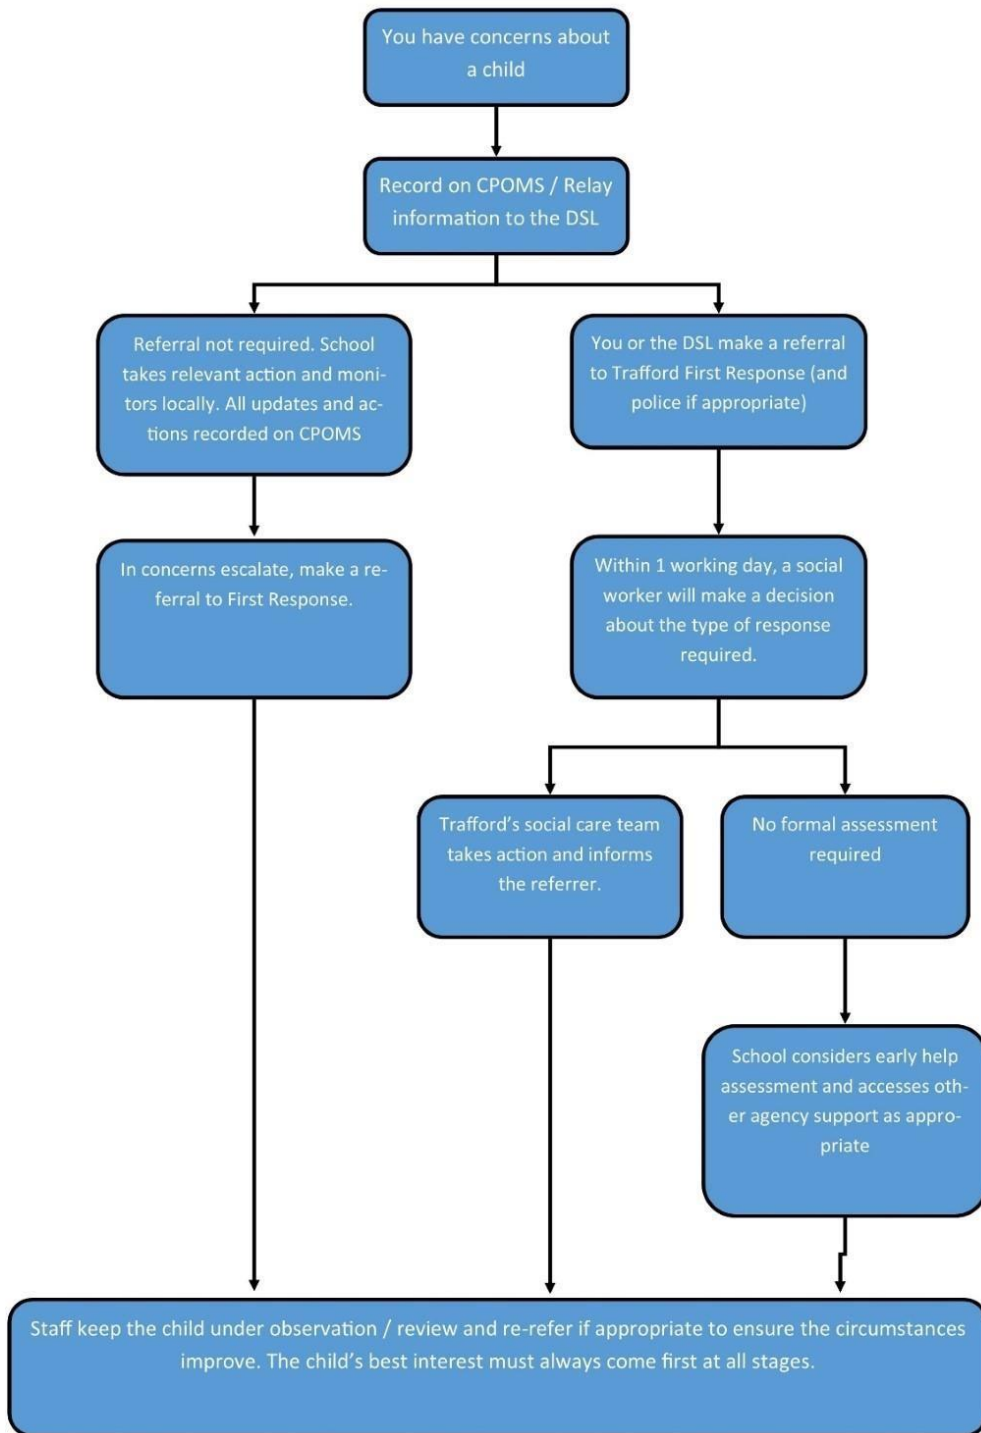 You have concerns about
a child
Record on CPOMS / Relay
information to the DSL
Referral not required. School
takes relevant action and moni-
tors locally. All updates and ac-
tions recorded on CPOMS
You or the DSL make a referral
to Trafford First Response (and
police if appropriate)
In concerns escalate, make a re-
ferral to First Response.
Within 1 working day, a social
worker will make a decision
about the type of response
required.
Trafford’s social care team
takes action and informs
the referrer.
No formal assessment
required
School considers early help
assessment and accesses oth-
er agency support as appro-
priate
Staff keep the child under observation / review and re-refer if appropriate to ensure the circumstances
improve. The child’s best interest must always come first at all stages.